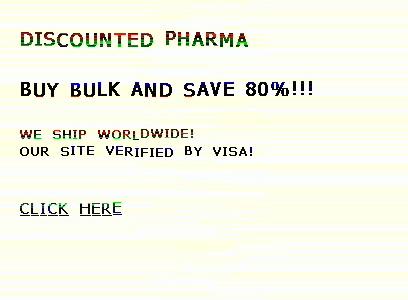 DISCOUNTED PHARMA
BUY BULK AND SAVE 80%!!!
WE SHIP WORLDWIDE!
OUR SITE VERIFIED BY VISA!
CLICK HERE